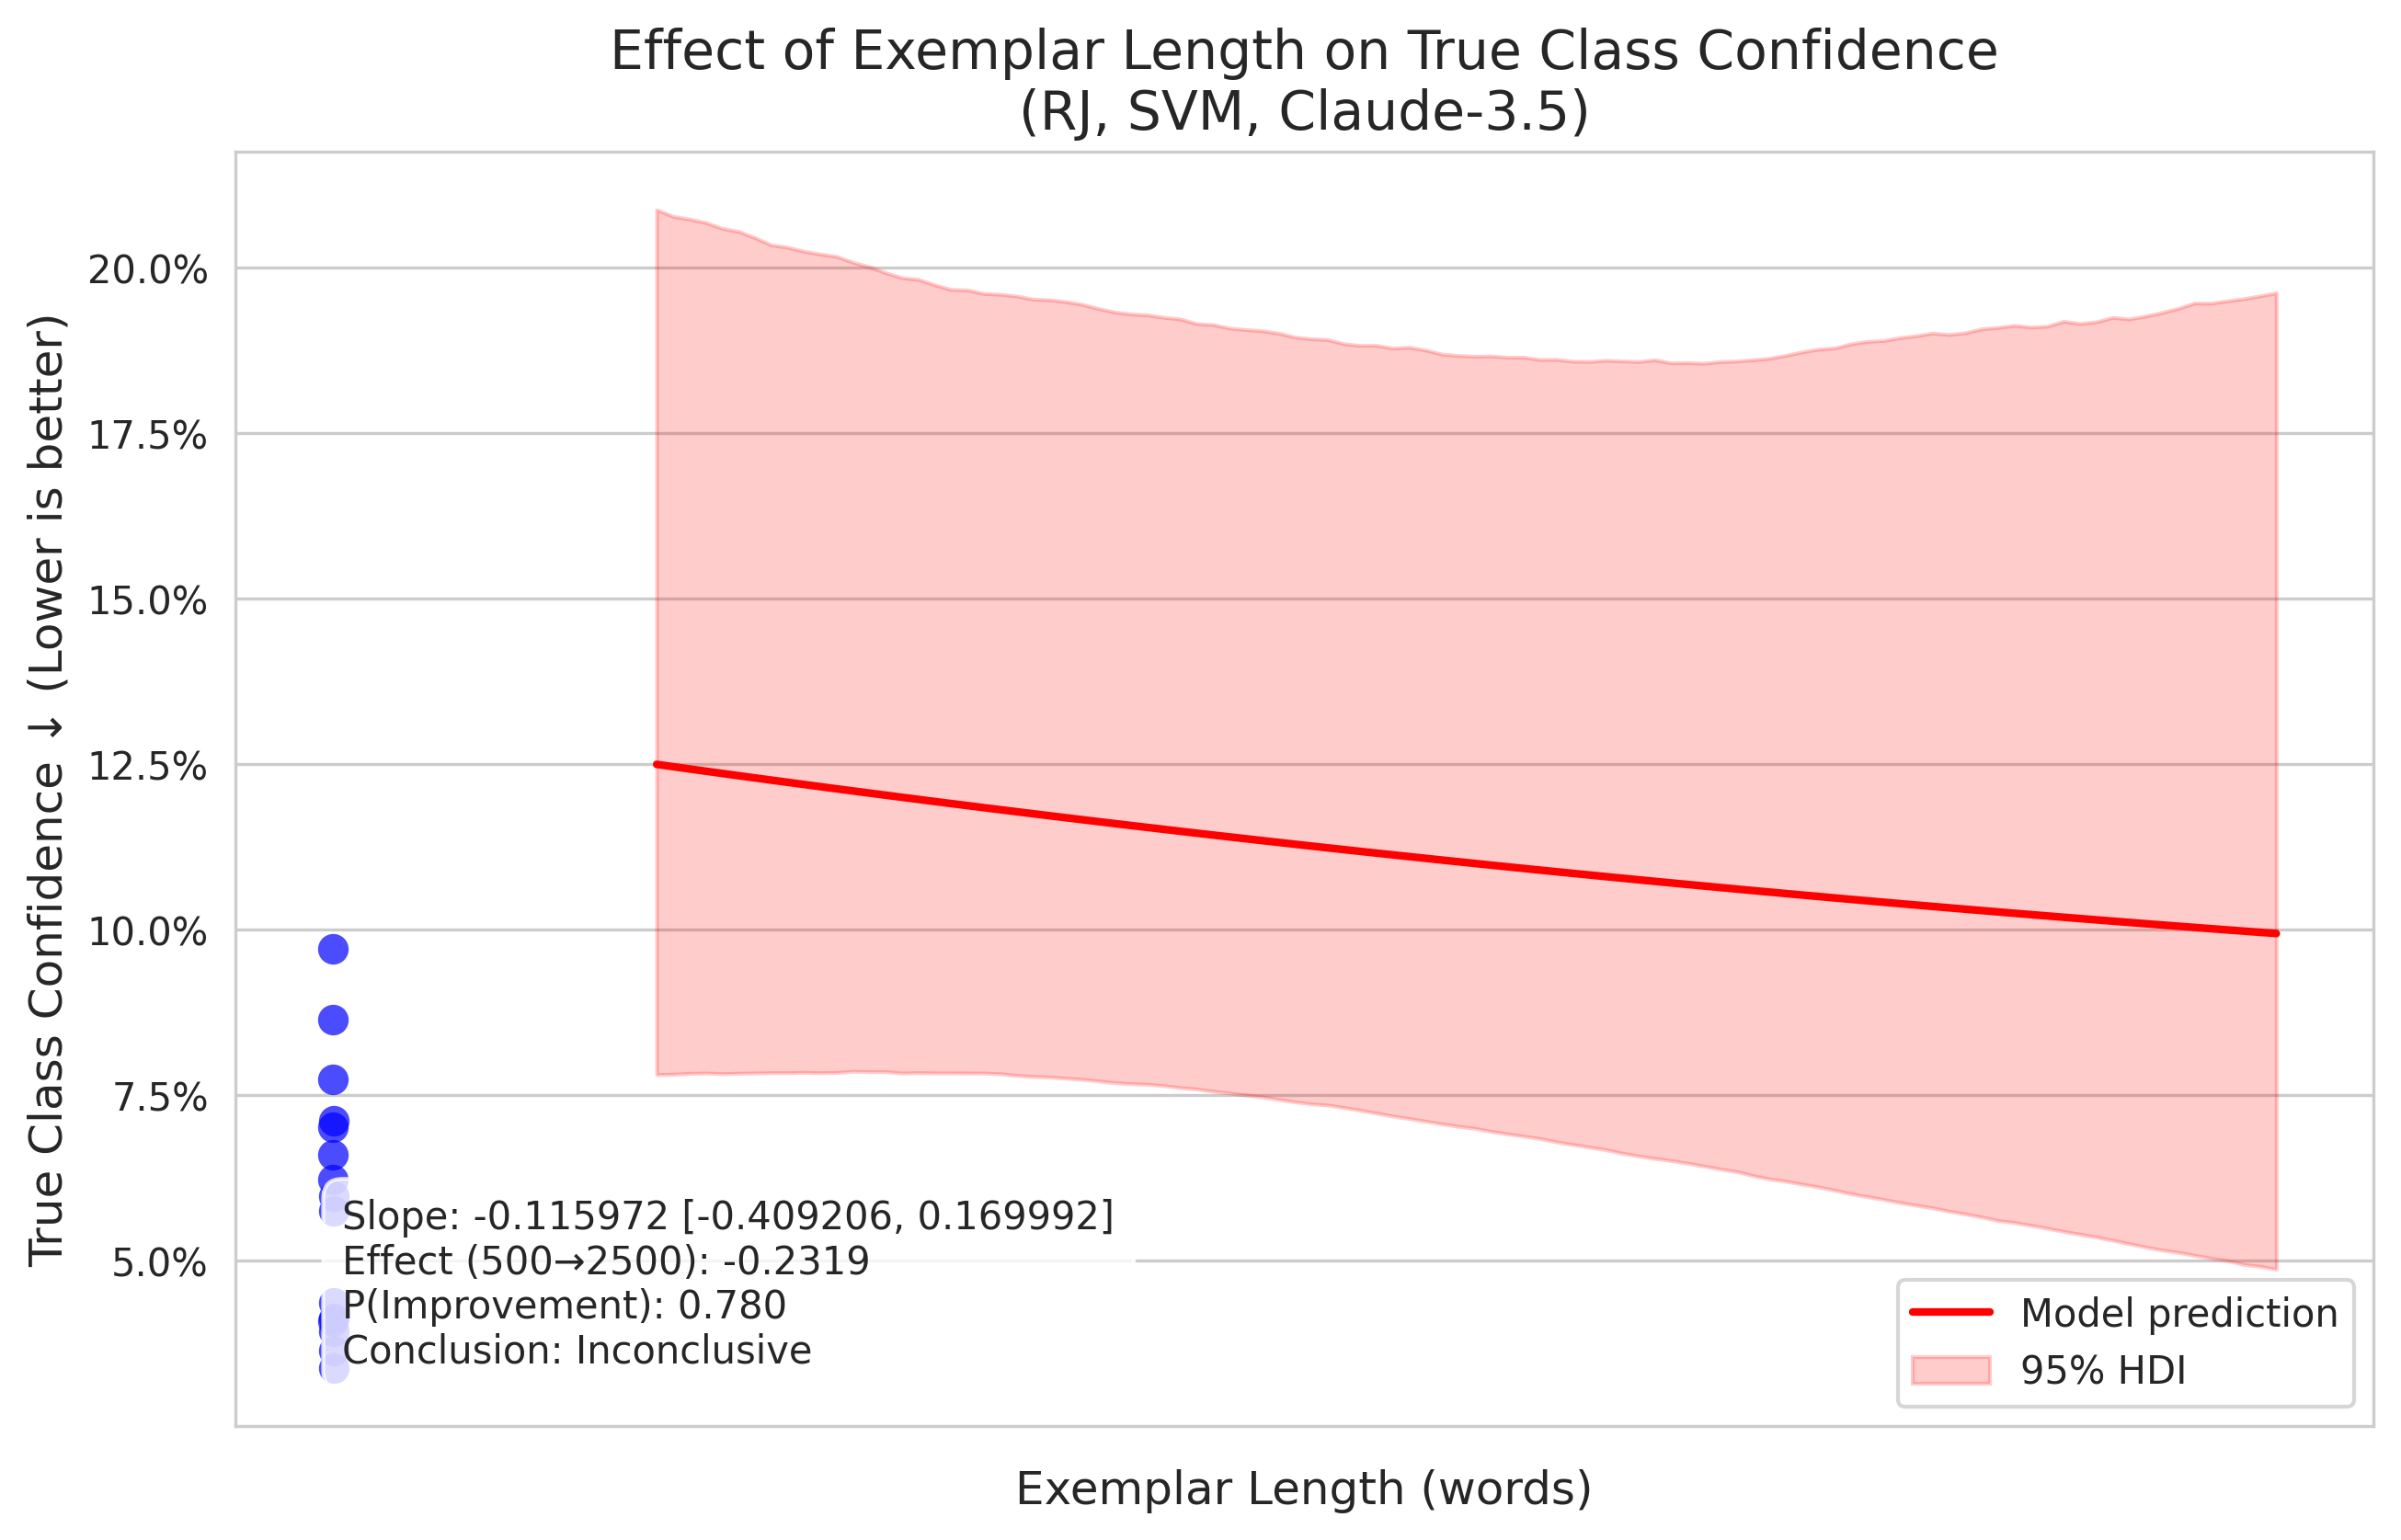 Effect of Exemplar Length on True Class Confidence
(RJ, SVM, Claude-3.5)
True Class Confidence ↓ (Lower is better)
20.0%
17.5%
15.0%
12.5%
10.0%
7.5%
5.0%
Slope: -0.115972 [-0.409206, 0.169992]
Effect (500→2500): -0.2319
P(Improvement): 0.780
Conclusion: Inconclusive
Model prediction
95% HDI
Exemplar Length (words)